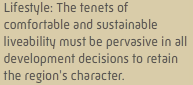 Lifestyle: The tenets of
comfortable and sustainable
liveability must be pervasive in all
development decisions to retain
the region's character.